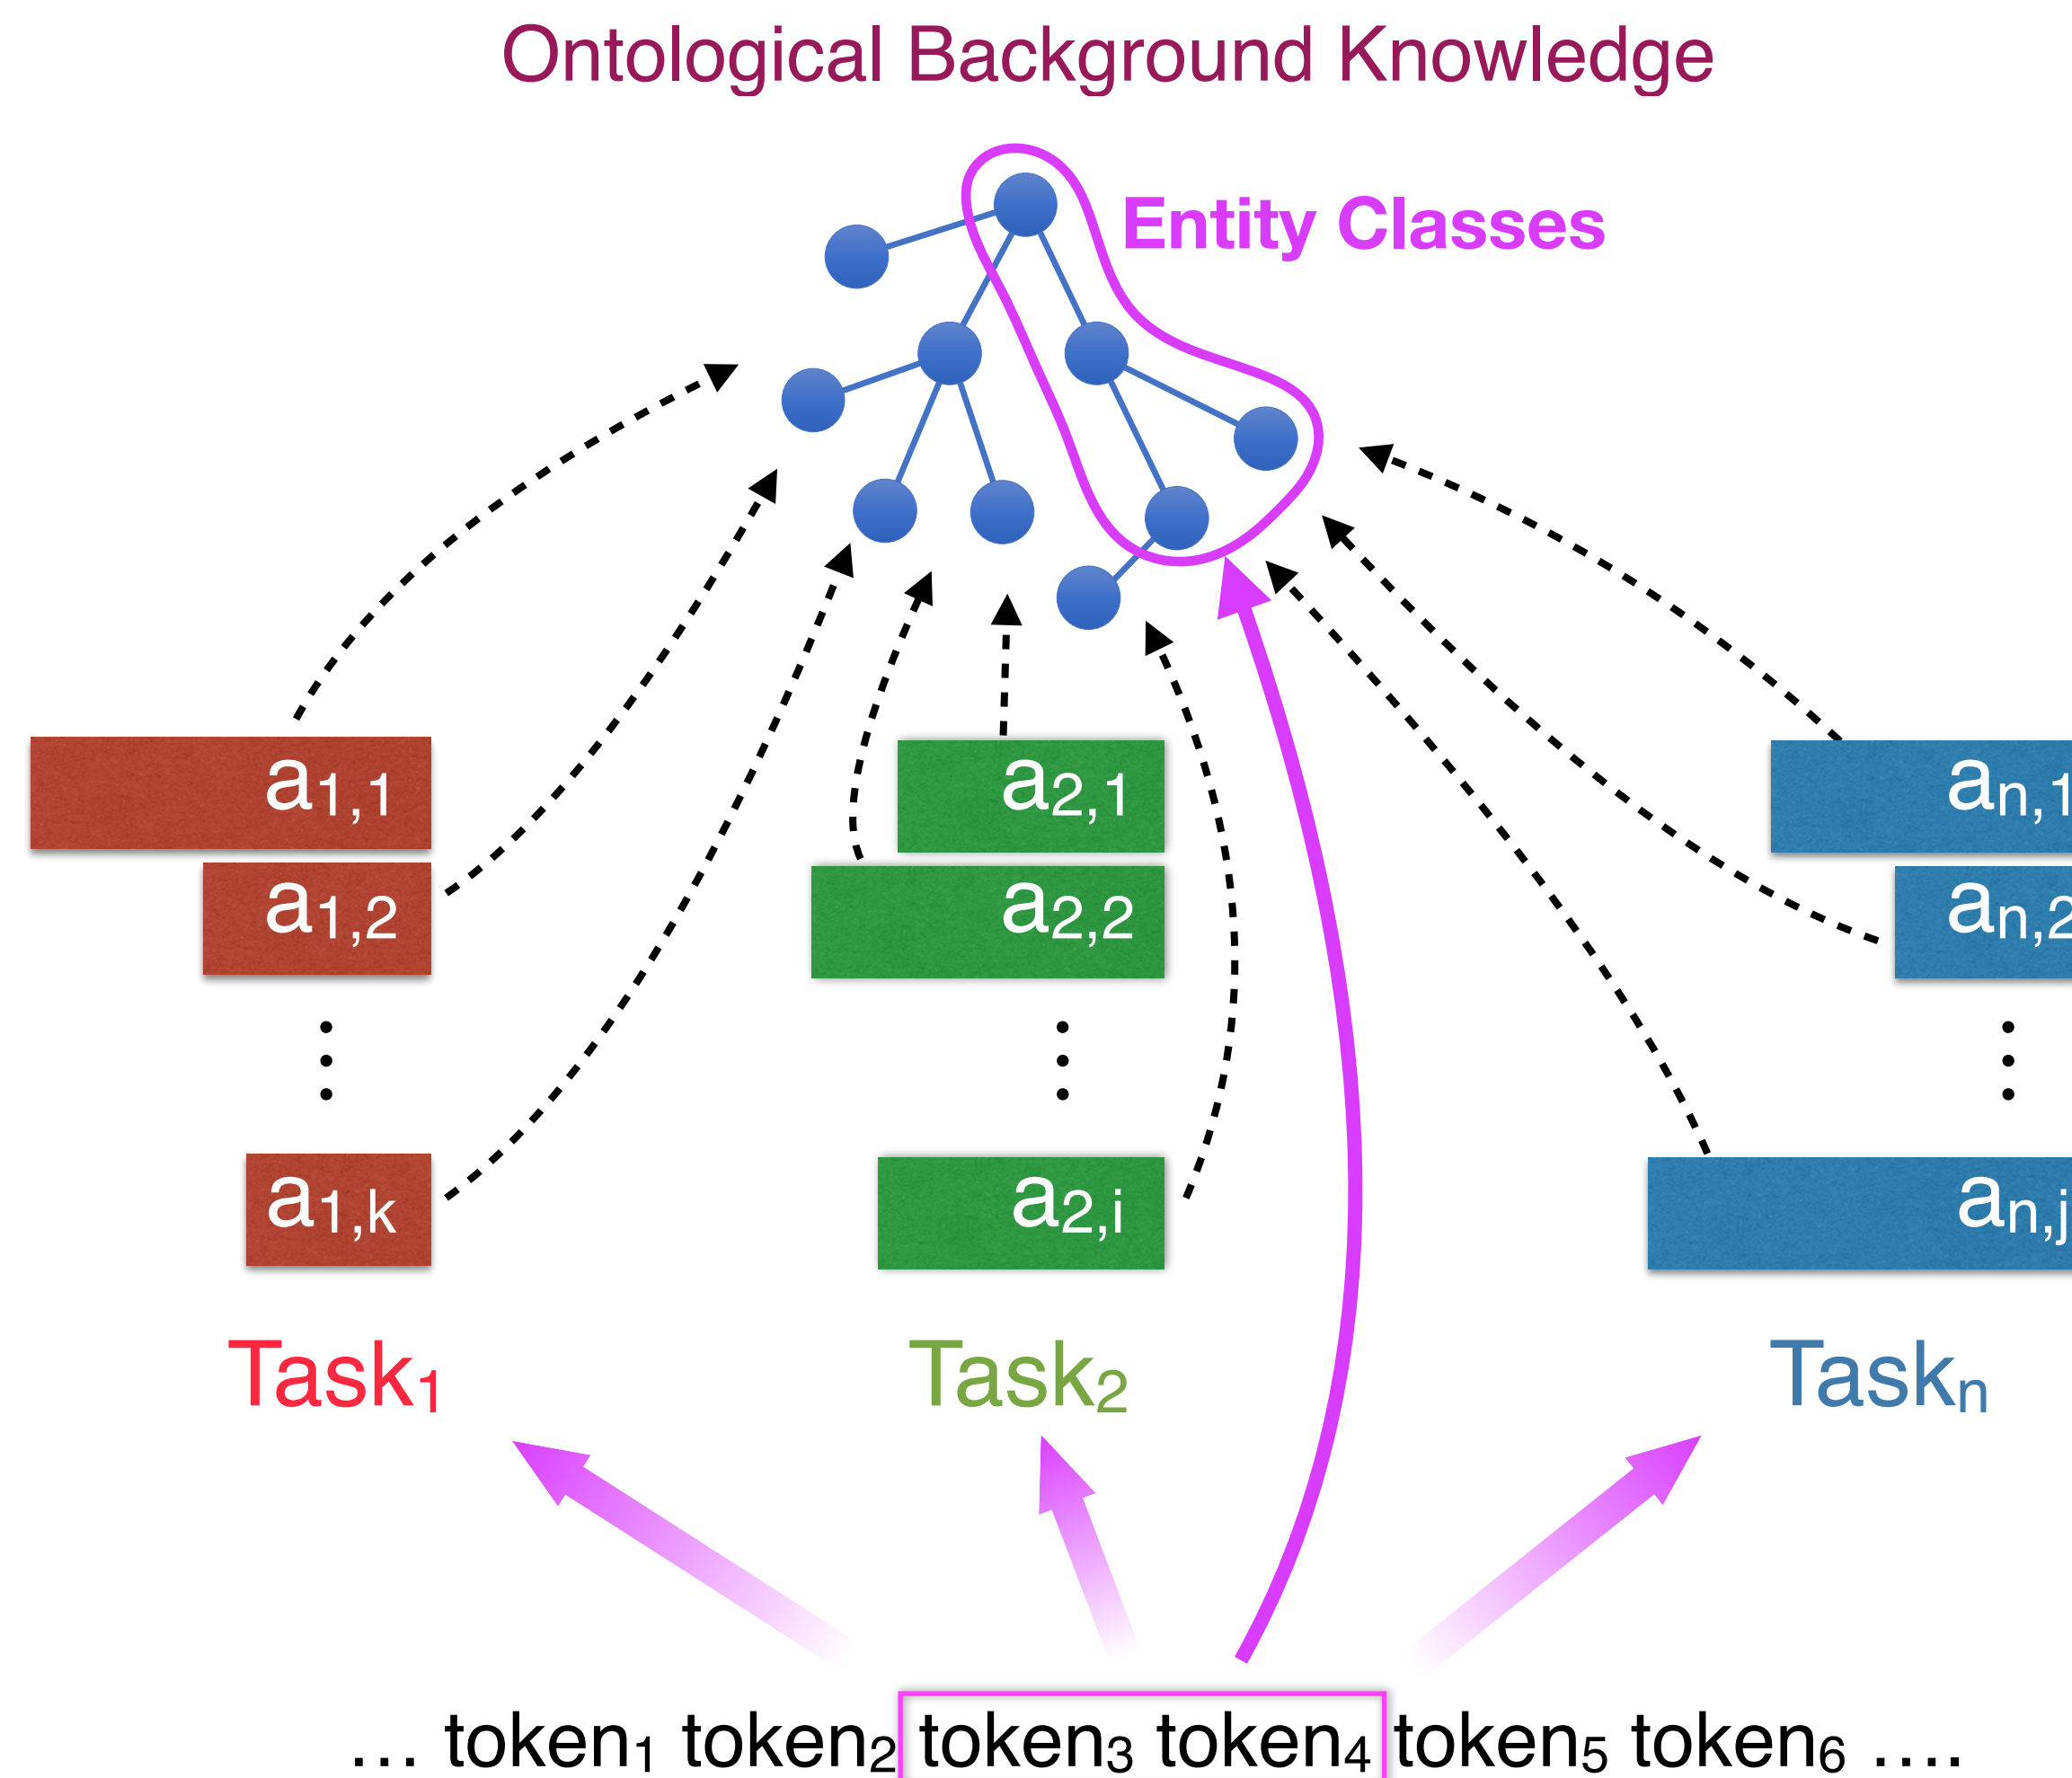 Ontological Background Knowledge
Entity Classes
a1,1 a2,1 an,1
a1,2 a2,2 an,2
a1,k a2,i an,j
Task1 Task2 Taskn
… token1 token2 token3 token4 token5 token6 ….